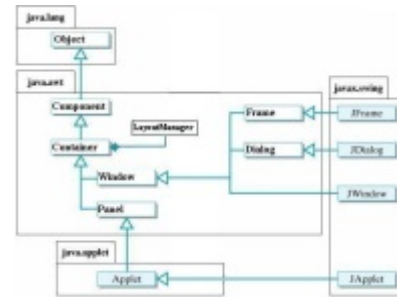 java.lang
Object
java.awt
javax.swing
Component
Frame
JFrame
LayoutManager
Container
Dialog
JDialog
Window
JWindow
Panel
java.applet
Applet
JApplet